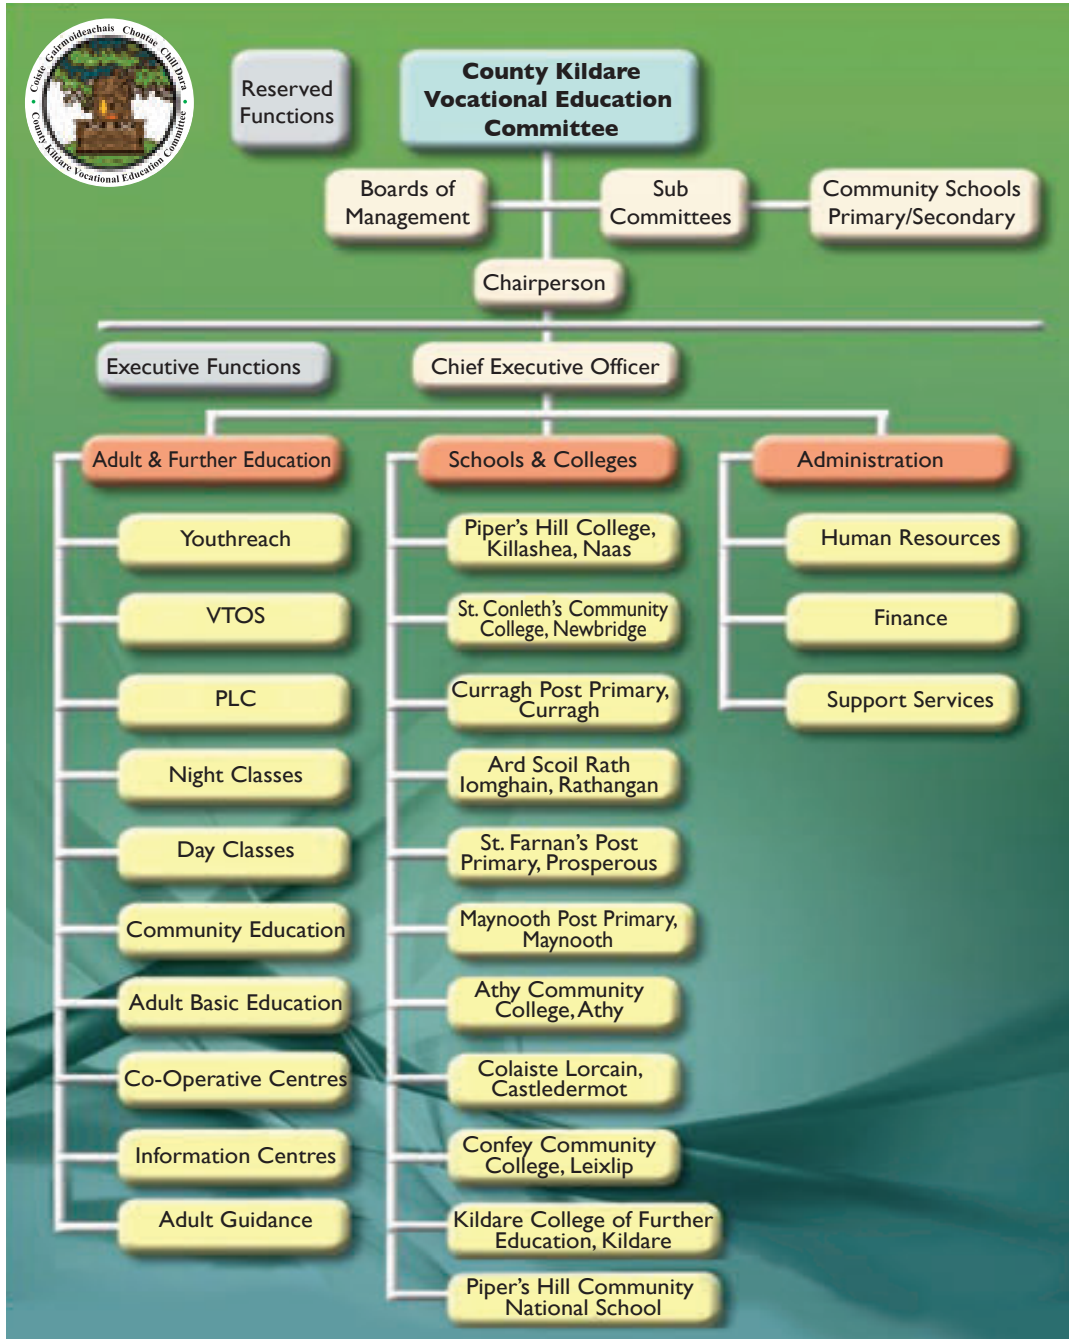 Coiste Gairmoideachais Chontae Chill Dara
County Kildare Vocational Education Committee
Reserved
Functions
County Kildare
Vocational Education
Committee
Boards of
Management
Sub
Committees
Community Schools
Primary/Secondary
Chairperson
Executive Functions
Chief Executive Officer
Adult & Further Education
Schools & Colleges
Administration
Youthreach
VTOS
PLC
Night Classes
Day Classes
Community Education
Adult Basic Education
Co-Operative Centres
Information Centres
Adult Guidance
Piper's Hill College,
Killashea, Naas
St. Conleth's Community
College, Newbridge
Curragh Post Primary,
Curragh
Ard Scoil Rath
Iomghain, Rathangan
St. Farnan's Post
Primary, Prosperous
Maynooth Post Primary,
Maynooth
Athy Community
College, Athy
Colaiste Lorcain,
Castledermot
Confey Community
College, Leixlip
Kildare College of Further
Education, Kildare
Piper's Hill Community
National School
Human Resources
Finance
Support Services